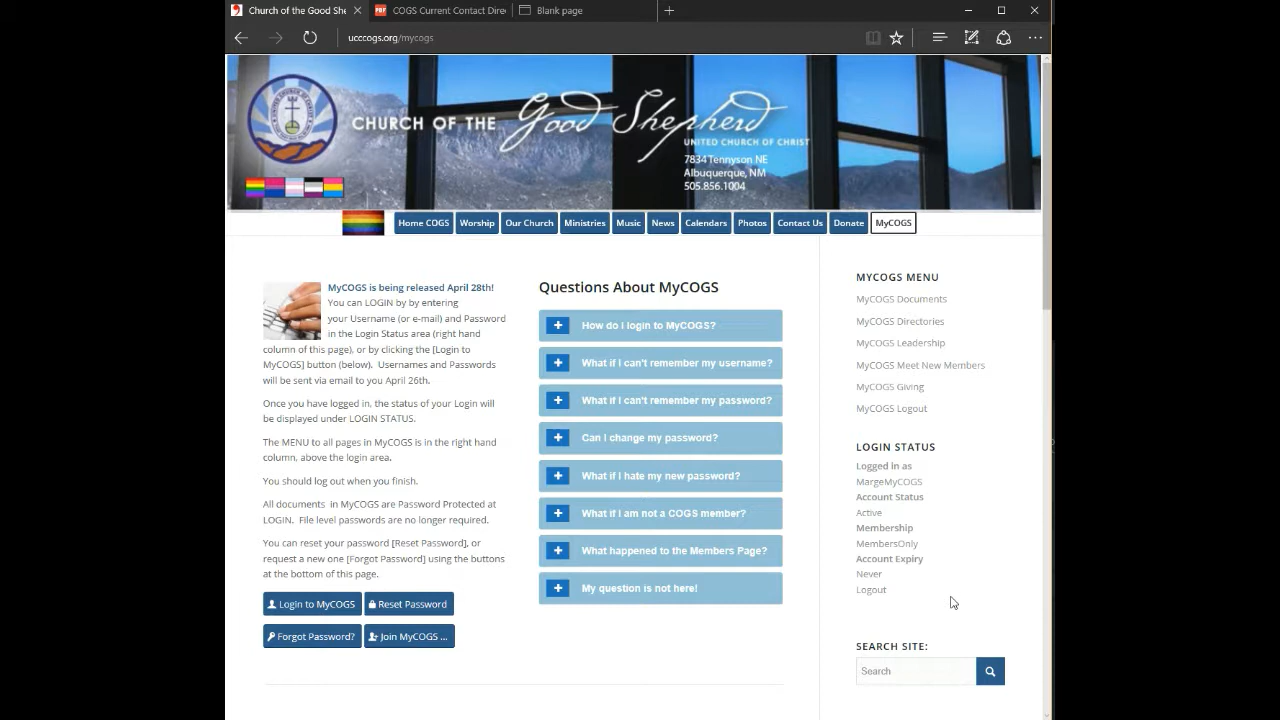 Church of the Good She
COGS Current Contact Dire
Blank page
ucccogs.org/mycogs
CHURCH OF THE Good Shepherd
UNITED CHURCH OF CHRIST
7834 Tennyson NE
Albuquerque, NM
505.856.1004
Home COGS
Worship
Our Church
Ministries
Music
News
Calendars
Photos
Contact Us
Donate
MyCOGS
MyCOGS is being released April 28th!
You can LOGIN by by entering
your Username (or e-mail) and Password
in the Login Status area (right hand
column of this page), or by clicking the [Login to
MyCOGS] button (below). Usernames and Passwords
will be sent via email to you April 26th.
Once you have logged in, the status of your Login will
be displayed under LOGIN STATUS.
The MENU to all pages in MyCOGS is in the right hand
column, above the login area.
You should log out when you finish.
All documents in MyCOGS are Password Protected at
LOGIN. File level passwords are no longer required.
You can reset your password [Reset Password], or
request a new one [Forgot Password] using the buttons
at the bottom of this page.
Login to MyCOGS
Reset Password
Forgot Password?
Join MyCOGS ...
Questions About MyCOGS
How do I login to MyCOGS?
What if I can't remember my username?
What if I can't remember my password?
Can I change my password?
What if I hate my new password?
What if I am not a COGS member?
What happened to the Members Page?
My question is not here!
MYCOGS MENU
MyCOGS Documents
MyCOGS Directories
MyCOGS Leadership
MyCOGS Meet New Members
MyCOGS Giving
MyCOGS Logout
LOGIN STATUS
Logged in as
MargeMyCOGS
Account Status
Active
Membership
MembersOnly
Account Expiry
Never
Logout
SEARCH SITE:
Search